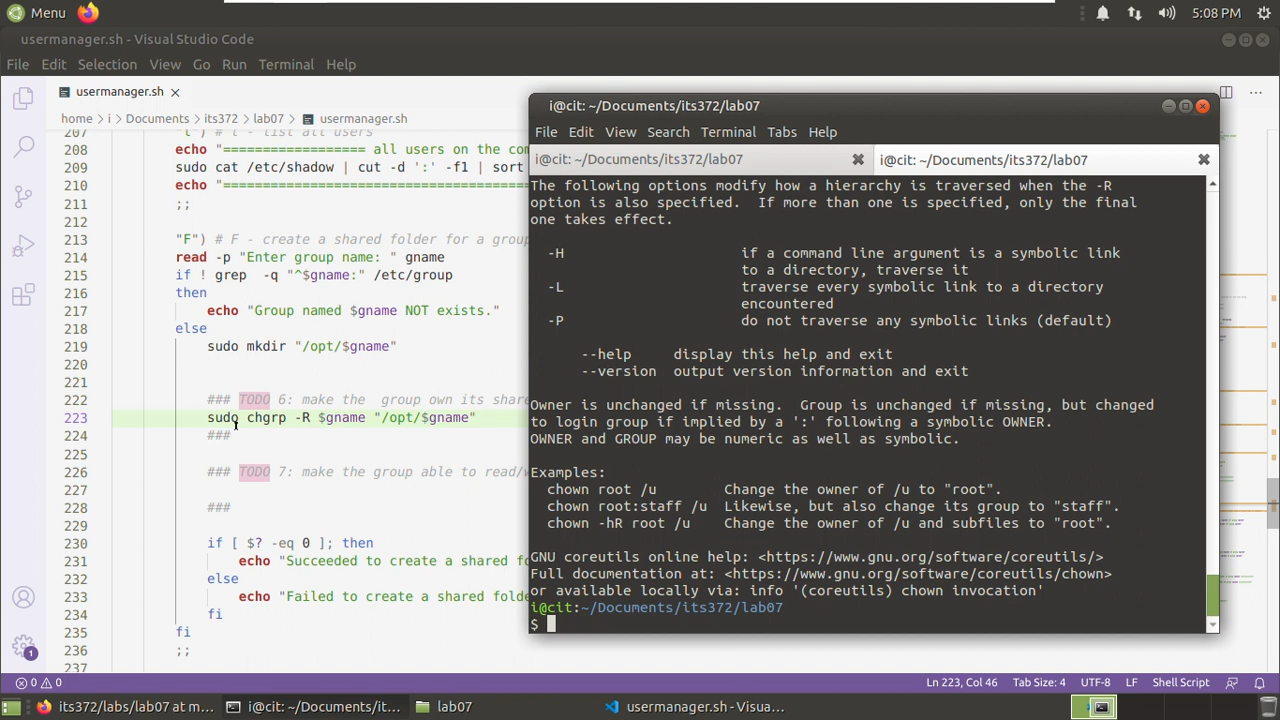 Menu
5:08 PM
usermanager.sh - Visual Studio Code
File Edit Selection View Go Run Terminal Help
usermanager.sh
home > i > Documents > its372 > lab07 > usermanager.sh
207 "l") # l - list all users
208 echo "================== all users on the com
209 sudo cat /etc/shadow | cut -d ':' -f1 | sort
210 echo "=====================================
211 ;;
212
213 "F") # F - create a shared folder for a group
214 read -p "Enter group name: " gname
215 if ! grep -q "^$gname:" /etc/group
216 then
217 echo "Group named $gname NOT exists."
218 else
219 sudo mkdir "/opt/$gname"
220
221
222 ### TODO 6: make the group own its share
223 sudo chgrp -R $gname "/opt/$gname"
224 ###
225
226 ### TODO 7: make the group able to read/w
227
228 ###
229
230 if [ $? -eq 0 ]; then
231 echo "Succeeded to create a shared fo
232 else
233 echo "Failed to create a shared folde
234 fi
235 fi
236 ;;
237
i@cit: ~/Documents/its372/lab07
File Edit View Search Terminal Tabs Help
i@cit: ~/Documents/its372/lab07
i@cit: ~/Documents/its372/lab07
The following options modify how a hierarchy is traversed when the -R
option is also specified. If more than one is specified, only the final
one takes effect.
-H if a command line argument is a symbolic link
to a directory, traverse it
-L traverse every symbolic link to a directory
encountered
-P do not traverse any symbolic links (default)
--help display this help and exit
--version output version information and exit
Owner is unchanged if missing. Group is unchanged if missing, but changed
to login group if implied by a ':' following a symbolic OWNER.
OWNER and GROUP may be numeric as well as symbolic.
Examples:
chown root /u Change the owner of /u to "root".
chown root:staff /u Likewise, but also change its group to "staff".
chown -hR root /u Change the owner of /u and subfiles to "root".
GNU coreutils online help: <https://www.gnu.org/software/coreutils/>
Full documentation at: <https://www.gnu.org/software/coreutils/chown>
or available locally via: info '(coreutils) chown invocation'
i@cit:~/Documents/its372/lab07
$
1
0 0
Ln 223, Col 46 Tab Size: 4 UTF-8 LF Shell Script
its372/labs/lab07 at m... i@cit: ~/Documents/its... lab07 usermanager.sh - Visua...